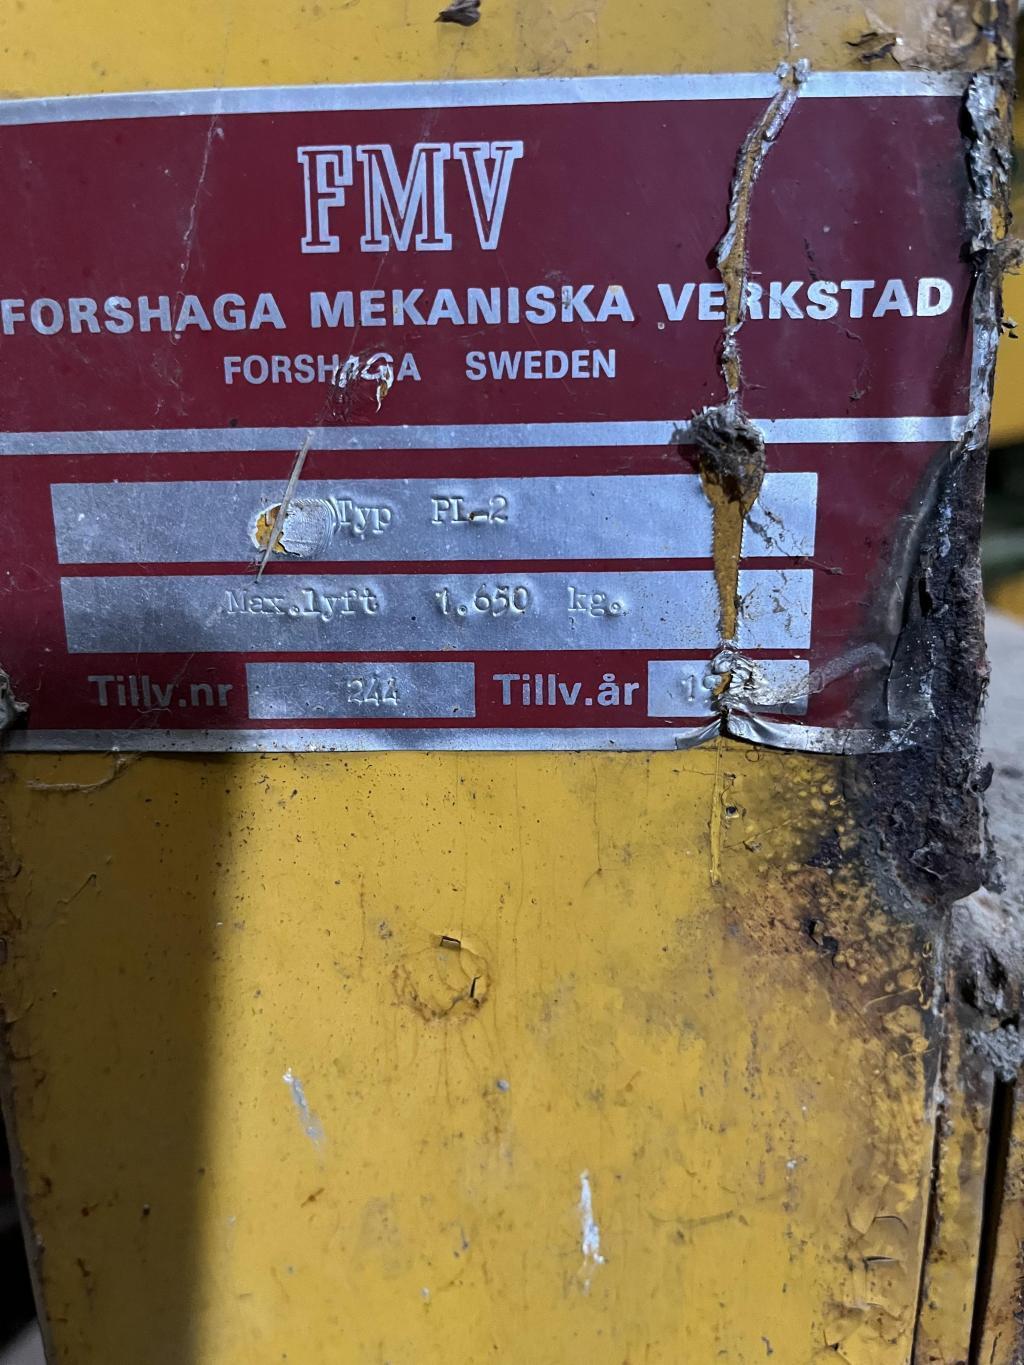 FMV
FORSHAGA MEKANISKA VERKSTAD
FORSHAGA SWEDEN
Typ PL-2
Max.lyft 1.650 kg.
Tillv.nr 244 Tillv.år